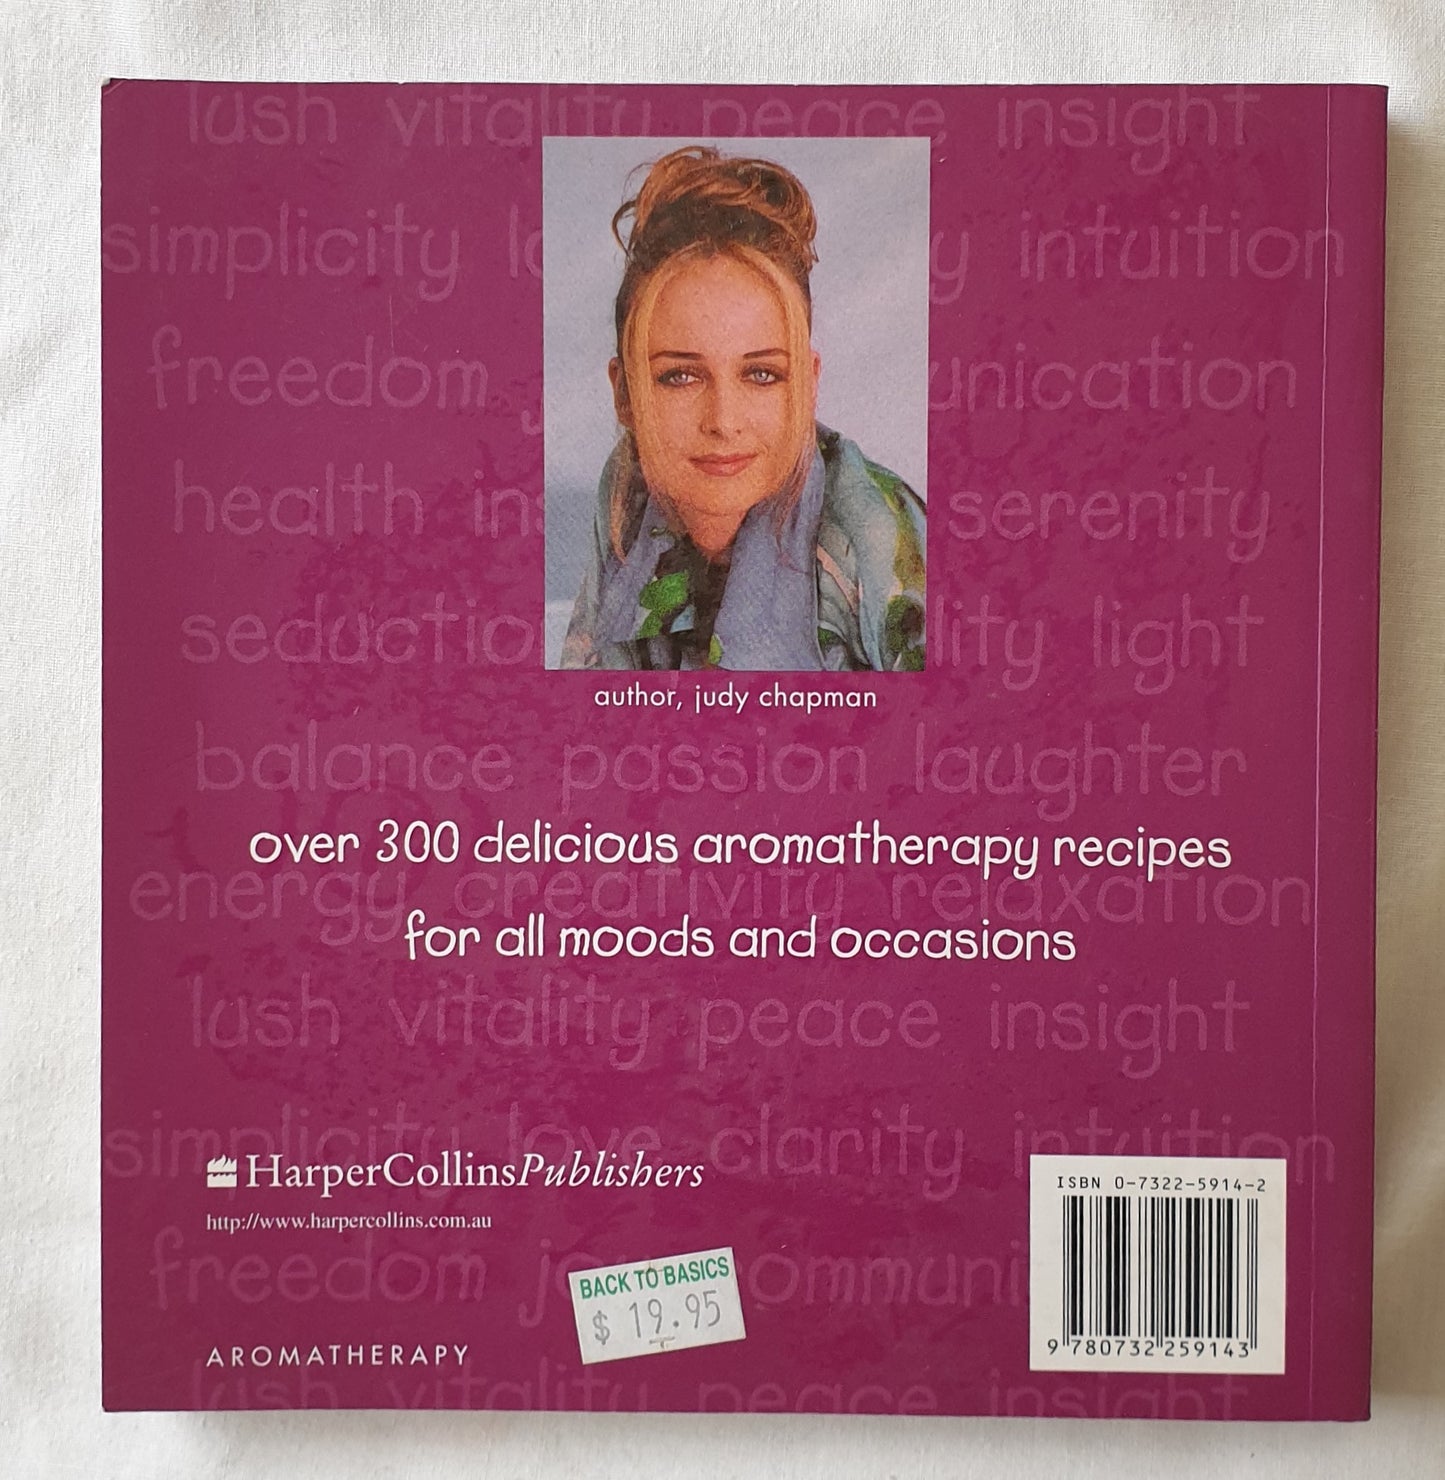 lush vitality peace insight
simplicity intuition
freedom
health serenity
light
author, judy chapman
balance passion laughter
over 300 delicious aromatherapy recipes
energy creativity relaxation
for all moods and occasions
lush vitality peace insight
simplicity love clarity intuition
HarperCollinsPublishers
ISBN 0-7322-5914-2
http://www.harpercollins.com.au
freedom
BACK TO BASICS
$ 19.95
9 780732 259143
AROMATHERAPY
lush vitality peace insight